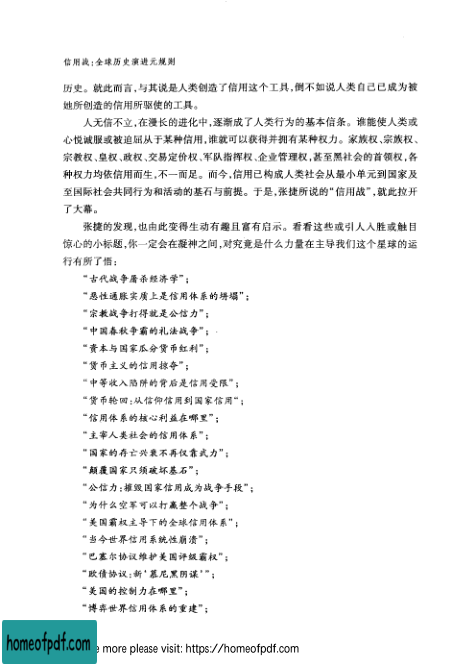 信用战:全球历史演进元规则
历史。就此而言,与其说是人类创造了信用这个工具,倒不如说人类自己已成为被
她所创造的信用所驱使的工具。
人无信不立,在漫长的进化中,逐渐成了人类行为的基本信条。谁能使人类或
心悦诚服或被迫屈从于某种信用,谁就可以获得并拥有某种权力。家族权、宗族权、
宗教权、皇权、政权、交易定价权、军队指挥权、企业管理权,甚至黑社会的首领权,各
种权力均依信用而生,不一而足。而今,信用已构成人类社会从最小单元到国家及
至国际社会共同行为和活动的基石与前提。于是,张捷所说的“信用战”,就此拉开
了大幕。
张捷的发现,也由此变得生动有趣且富有启示。看看这些或引人入胜或触目
惊心的小标题,你一定会在凝神之间,对究竟是什么力量在主导我们这个星球的运
行有所了悟:
“古代战争屠杀经济学”;
“恶性通胀实质上是信用体系的坍塌”;
“宗教战争打得就是公信力”;
“中国春秋争霸的礼法战争”;
“资本与国家瓜分货币红利”;
“货币主义的信用掠夺”;
“中等收入陷阱的背后是信用受限”;
“货币轮回:从信仰信用到国家信用”;
“信用体系的核心利益在哪里”;
“主宰人类社会的信用体系”;
“国家的存亡兴衰不再仅靠武力”;
“颠覆国家只须破坏基石”;
“公信力:摧毁国家信用成为战争手段”;
“为什么空军可以打赢整个战争”;
“美国霸权主导下的全球信用体系”;
“当今世界信用系统性崩溃”;
“巴塞尔协议维护美国评级霸权”;
“欧债协议:新‘慕尼黑阴谋’”;
“美国的控制力在哪里”;
“博弈世界信用体系的重建”;
homeofpdf.com
e more please visit: https://homeofpdf.com